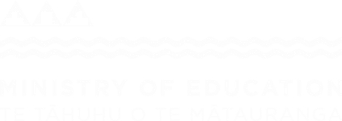 MINISTRY OF EDUCATION
TE TĀHUHU O TE MĀTAURANGA